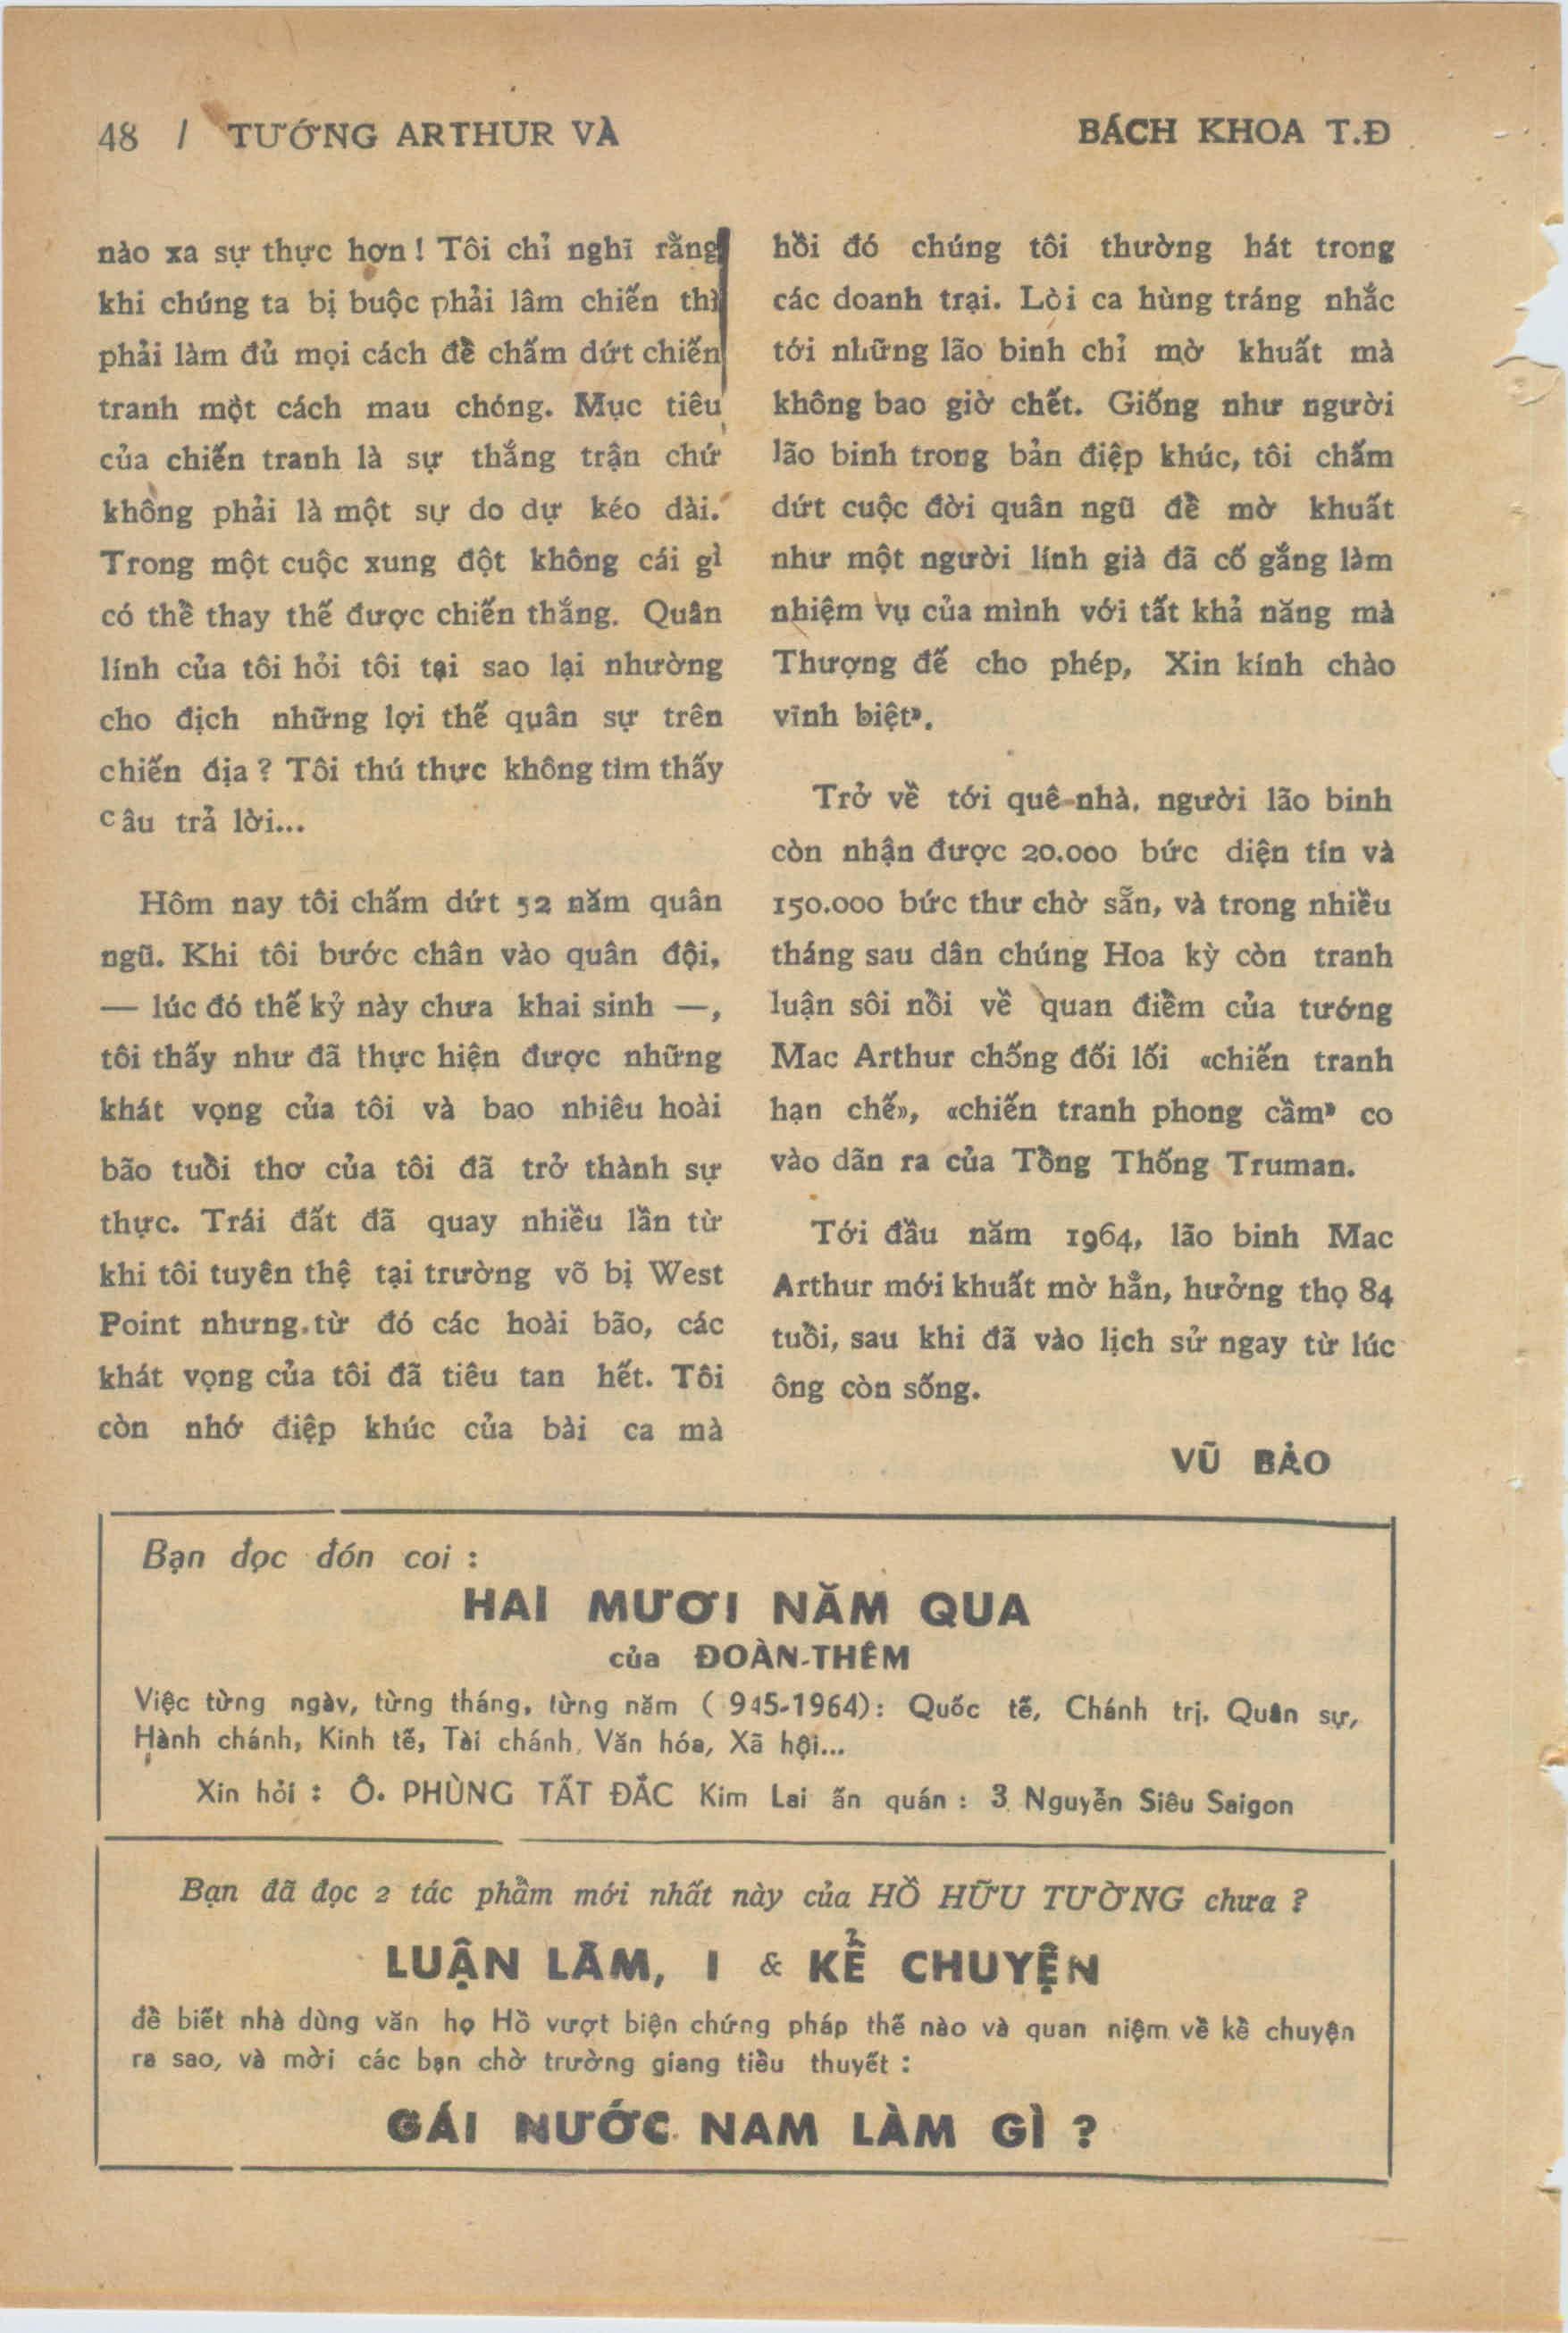 48 / TƯỚNG ARTHUR VÀ
BÁCH KHOA T.Đ
nào xa sự thực hơn ! Tôi chỉ nghĩ rằng
khi chúng ta bị buộc phải lâm chiến thì
phải làm đủ mọi cách để chấm dứt chiến
tranh một cách mau chóng. Mục tiêu
của chiến tranh là sự thắng trận chứ
không phải là một sự do dự kéo dài.
Trong một cuộc xung đột không cái gì
có thể thay thế được chiến thắng. Quân
lính của tôi hỏi tôi tại sao lại nhường
cho địch những lợi thế quân sự trên
chiến địa ? Tôi thú thực không tìm thấy
câu trả lời...
Hôm nay tôi chấm dứt 52 năm quân
ngũ. Khi tôi bước chân vào quân đội,
— lúc đó thế kỷ này chưa khai sinh —,
tôi thấy như đã thực hiện được những
khát vọng của tôi và bao nhiêu hoài
bão tuổi thơ của tôi đã trở thành sự
thực. Trái đất đã quay nhiều lần từ
khi tôi tuyên thệ tại trường võ bị West
Point nhưng.từ đó các hoài bão, các
khát vọng của tôi đã tiêu tan hết. Tôi
còn nhớ điệp khúc của bài ca mà
hồi đó chúng tôi thường hát trong
các doanh trại. Lời ca hùng tráng nhắc
tới những lão binh chỉ mờ khuất mà
không bao giờ chết. Giống như người
lão binh trong bản điệp khúc, tôi chấm
dứt cuộc đời quân ngũ để mờ khuất
như một người lính già đã cố gắng làm
nhiệm vụ của mình với tất khả năng mà
Thượng đế cho phép, Xin kính chào
vĩnh biệt».
Trở về tới quê-nhà, người lão binh
còn nhận được 20.000 bức diện tín và
150.000 bức thư chờ sẵn, và trong nhiều
tháng sau dân chúng Hoa kỳ còn tranh
luận sôi nổi về quan điểm của tướng
Mac Arthur chống đối lối «chiến tranh
hạn chế», «chiến tranh phong cầm» co
vào dãn ra của Tổng Thống Truman.
Tới đầu năm 1964, lão binh Mac
Arthur mới khuất mờ hẳn, hưởng thọ 84
tuổi, sau khi đã vào lịch sử ngay từ lúc
ông còn sống.
VŨ BẢO
Bạn đọc đón coi :
HAI MƯƠI NĂM QUA
của ĐOÀN-THÊM
Việc từng ngày, từng tháng, từng năm ( 945-1964): Quốc tế, Chánh trị, Quân sự,
Hành chánh, Kinh tế, Tài chánh, Văn hóa, Xã hội...
Xin hỏi : Ô. PHÙNG TẤT ĐẮC Kim Lai ấn quán : 3 Nguyễn Siêu Saigon
Bạn đã đọc 2 tác phẩm mới nhất này của HỒ HỮU TƯỜNG chưa ?
LUẬN LÂM, I & KỂ CHUYỆN
để biết nhà dùng văn họ Hồ vượt biện chứng pháp thế nào và quan niệm về kể chuyện
ra sao, và mời các bạn chờ trường giang tiểu thuyết :
GÁI NƯỚC NAM LÀM GÌ ?